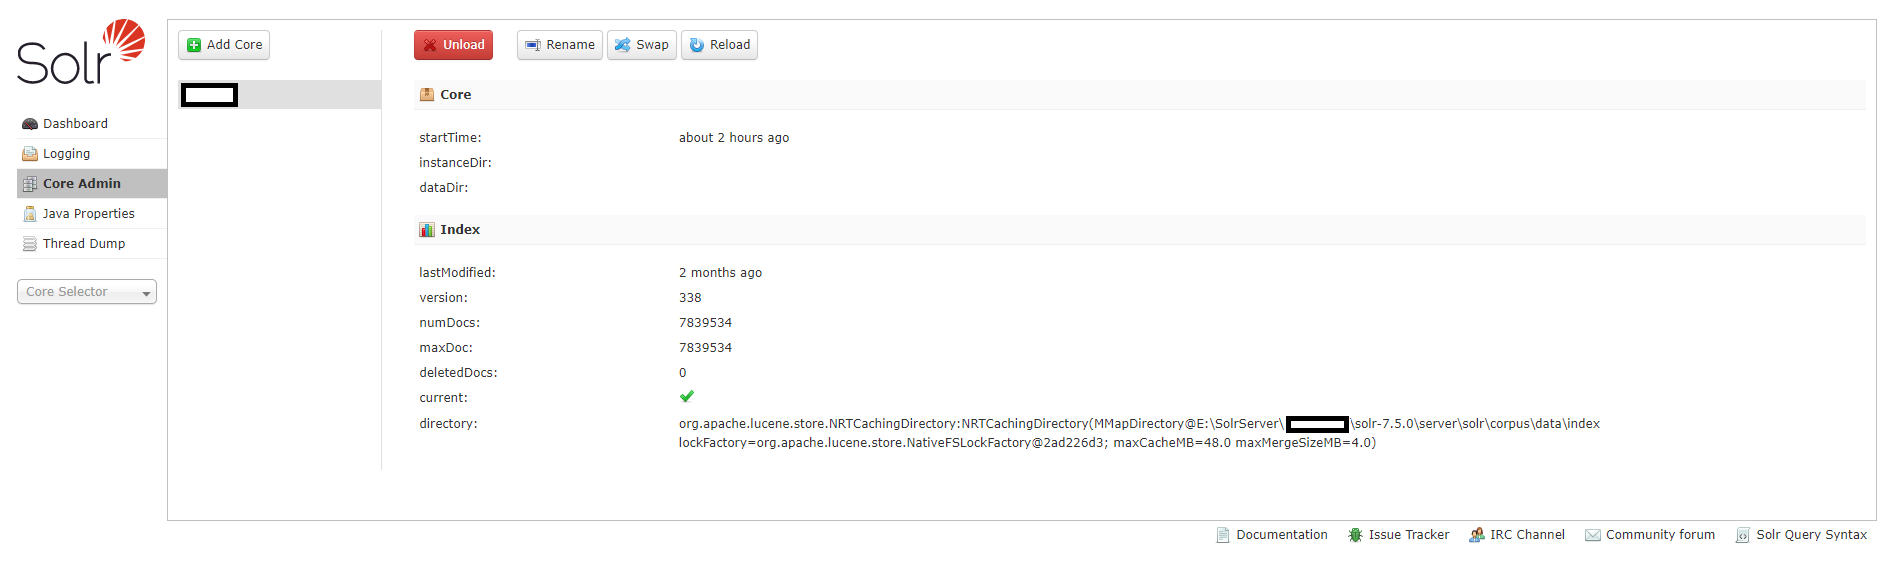 Solr
Dashboard
Logging
Core Admin
Java Properties
Thread Dump
Core Selector
Add Core
Unload Rename Swap Reload
Core
startTime: about 2 hours ago
instanceDir:
dataDir:
Index
lastModified: 2 months ago
version: 338
numDocs: 7839534
maxDoc: 7839534
deletedDocs: 0
current:
directory: org.apache.lucene.store.NRTCachingDirectory:NRTCachingDirectory(MMapDirectory@E:\SolrServer\ \solr-7.5.0\server\solr\corpus\data\index
lockFactory=org.apache.lucene.store.NativeFSLockFactory@2ad226d3; maxCacheMB=48.0 maxMergeSizeMB=4.0)
Documentation Issue Tracker IRC Channel Community forum Solr Query Syntax